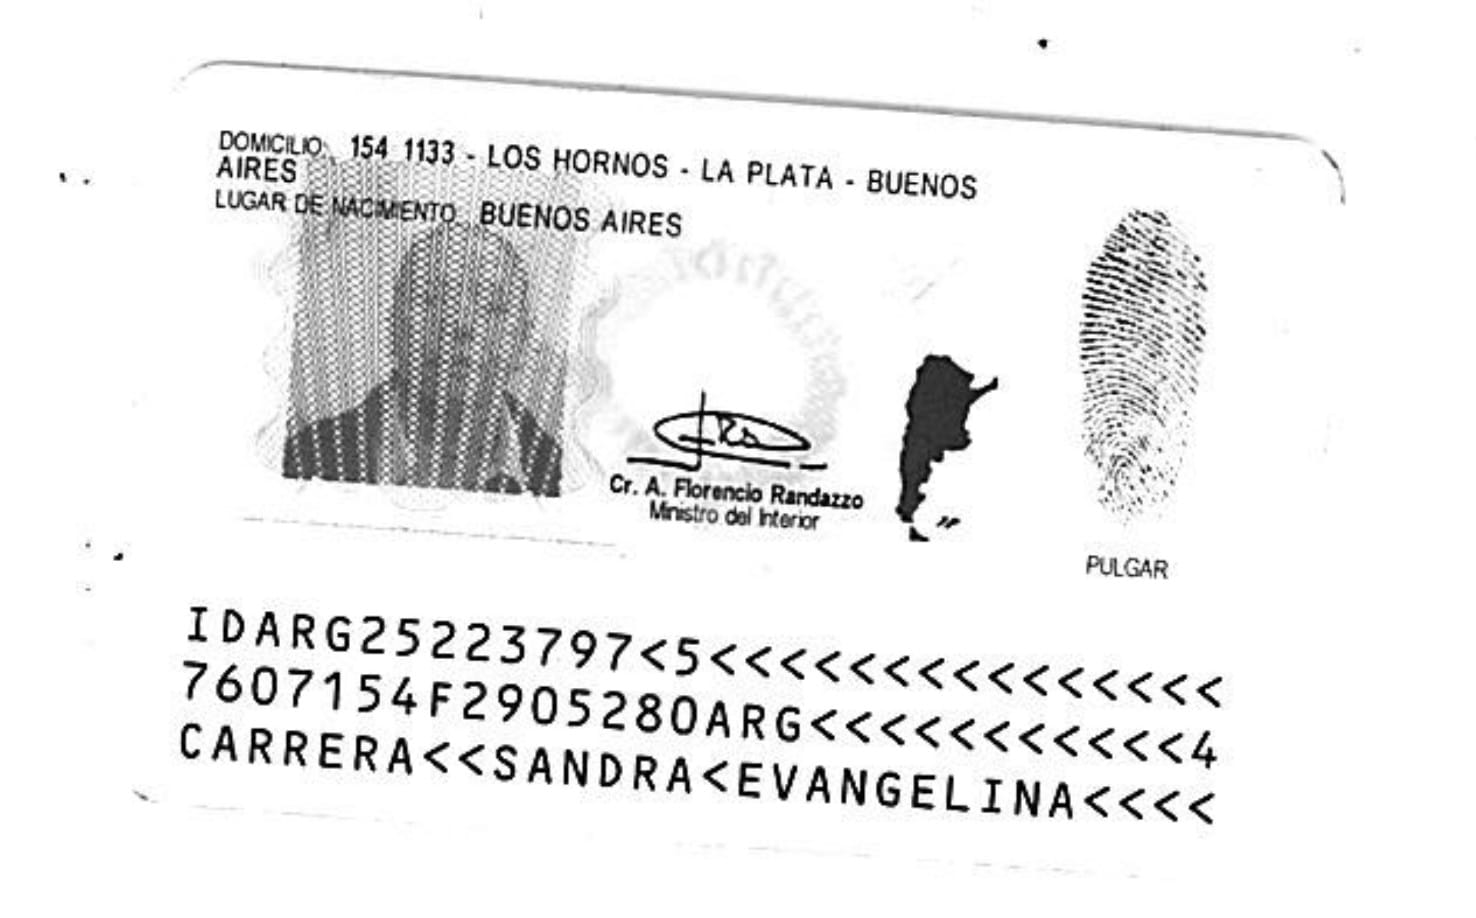 DOMICILIO: 154 1133 - LOS HORNOS - LA PLATA - BUENOS
AIRES
LUGAR DE NACIMIENTO: BUENOS AIRES
Cr. A. Florencio Randazzo
Ministro del Interior
PULGAR
IDARG25223797<5<<<<<<<<<<<<<<<
7607154F2905280ARG<<<<<<<<<<<4
CARRERA<<SANDRA<EVANGELINA<<<<